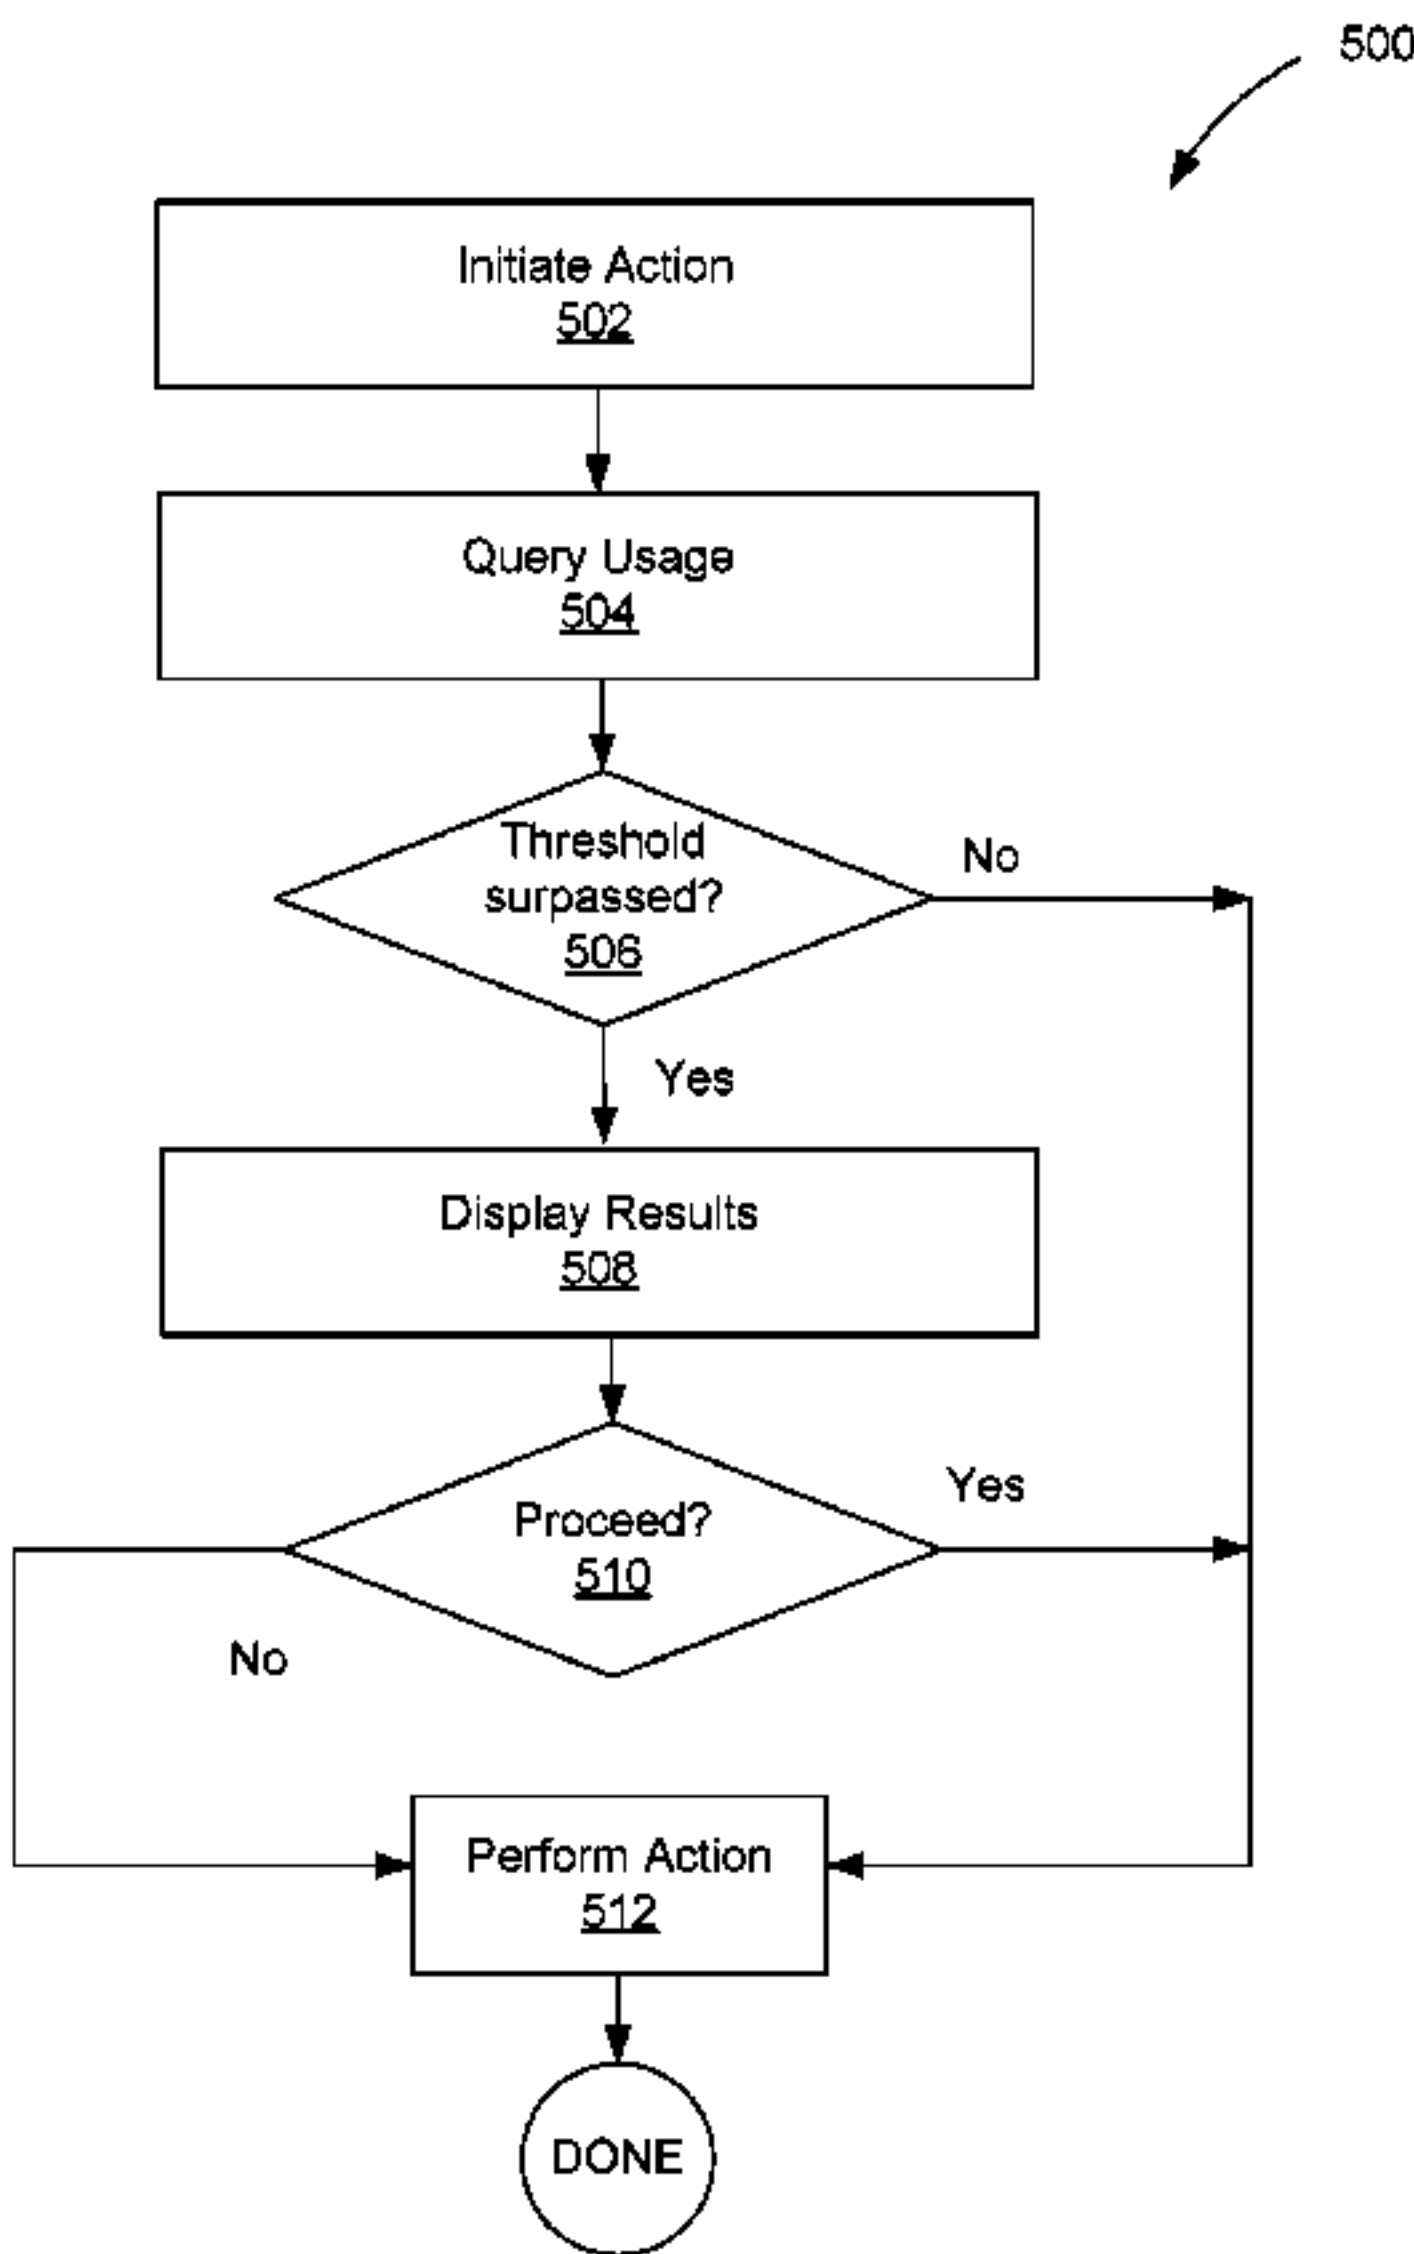 500
Initiate Action
502
Query Usage
504
Threshold
surpassed?
506
No
Yes
Display Results
508
Proceed?
510
Yes
No
Perform Action
512
DONE